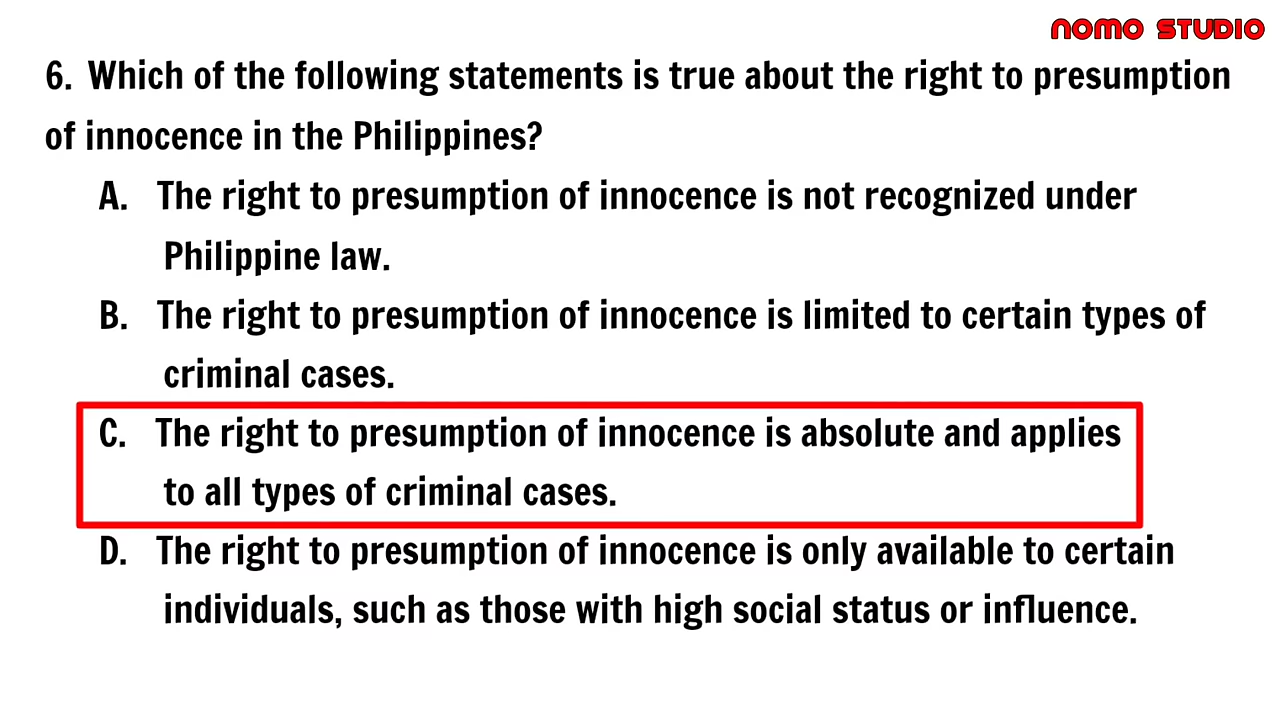 NOMO STUDIO
6. Which of the following statements is true about the right to presumption
of innocence in the Philippines?
A. The right to presumption of innocence is not recognized under
Philippine law.
B. The right to presumption of innocence is limited to certain types of
criminal cases.
C. The right to presumption of innocence is absolute and applies
to all types of criminal cases.
D. The right to presumption of innocence is only available to certain
individuals, such as those with high social status or influence.